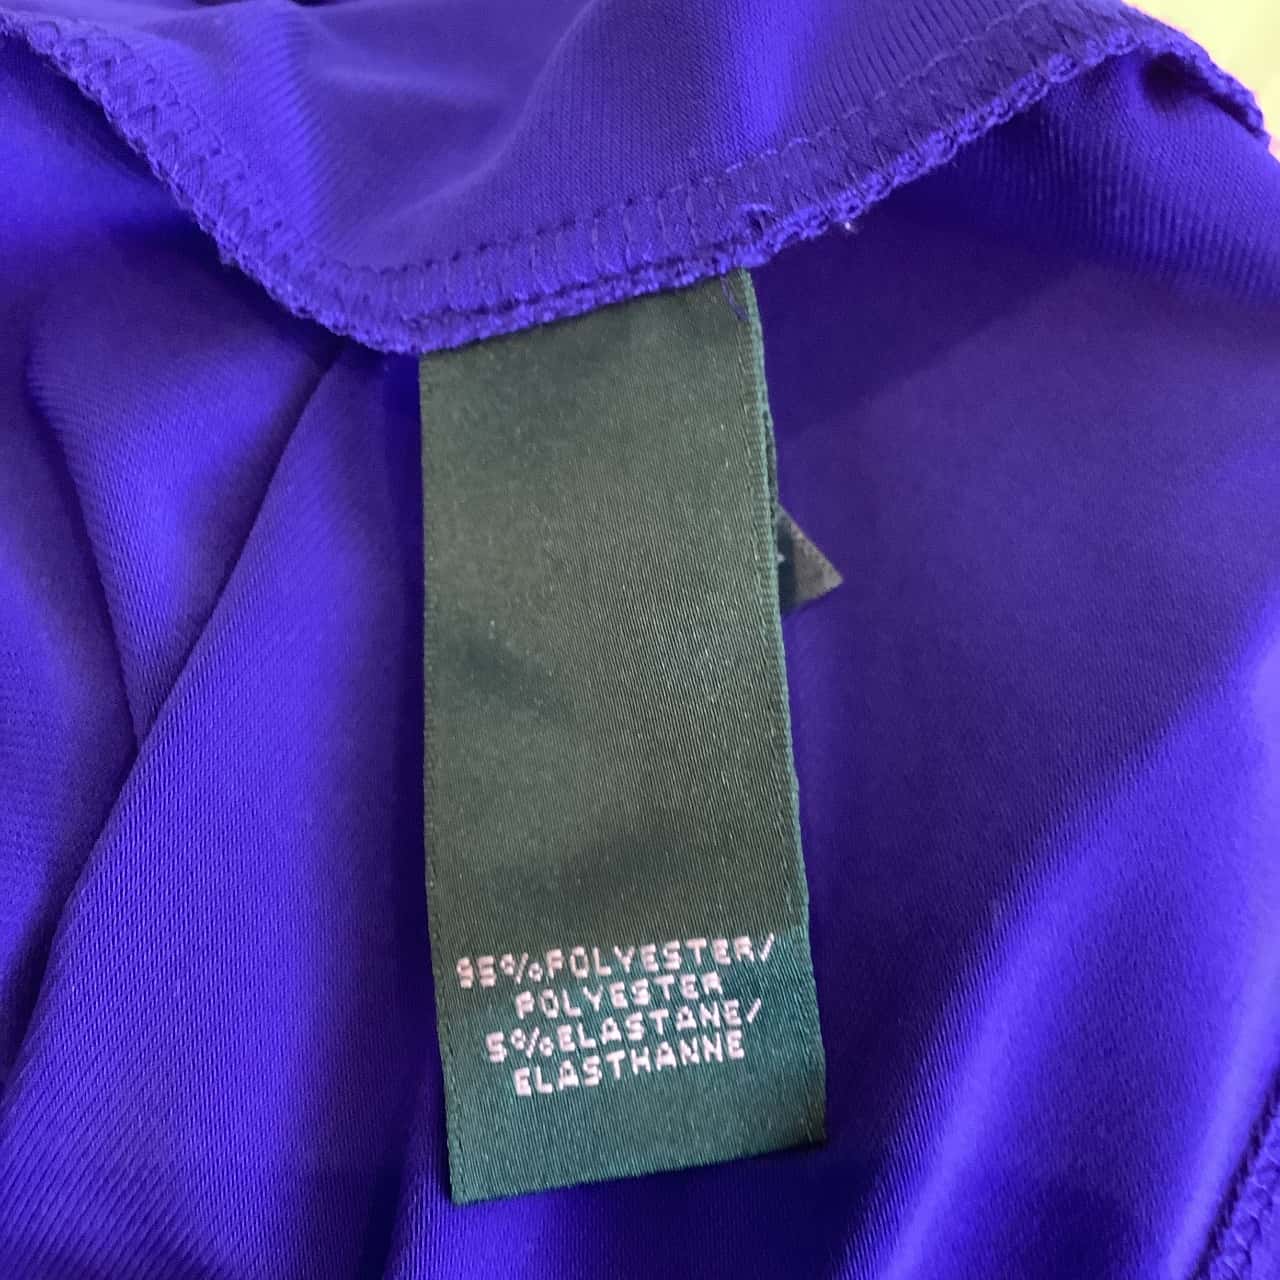 95%POLYESTER/
POLYESTER
5%ELASTANE/
ELASTHANNE